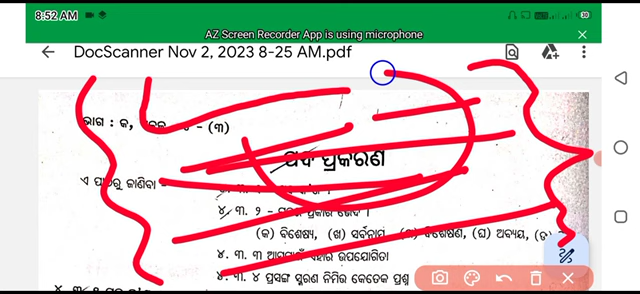 8:52 AM
30
AZ Screen Recorder App is using microphone
DocScanner Nov 2, 2023 8-25 AM.pdf
ଭାଗ : କ, – (୩)
ପଦ ପ୍ରକରଣ
ଏ ପାଠରୁ ଜାଣିବା –
୪. ୩. ୨ – ପ୍ରକାର ଭେଦ ।
(କ) ବିଶେଷ୍ୟ, (ଖ) ସର୍ବନାମ, (ଗ) ବିଶେଷଣ, (ଘ) ଅବ୍ୟୟ,
୪. ୩. ୩ ଉପଯୋଗିତା
୪. ୩. ୪ ପ୍ରସଙ୍ଗ ସ୍ମରଣ ନିମିତ୍ତ କେତେକ ପ୍ରଶ୍ନ